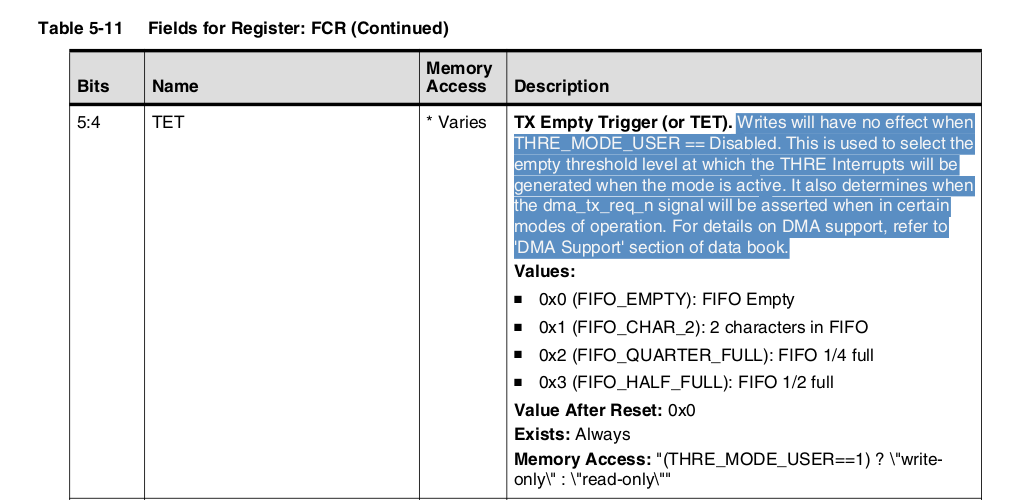 Table 5-11 Fields for Register: FCR (Continued)
Bits Name Memory Access Description
5:4 TET * Varies TX Empty Trigger (or TET). Writes will have no effect when
THRE_MODE_USER == Disabled. This is used to select the
empty threshold level at which the THRE Interrupts will be
generated when the mode is active. It also determines when
the dma_tx_req_n signal will be asserted when in certain
modes of operation. For details on DMA support, refer to
'DMA Support' section of data book.
Values:
■ 0x0 (FIFO_EMPTY): FIFO Empty
■ 0x1 (FIFO_CHAR_2): 2 characters in FIFO
■ 0x2 (FIFO_QUARTER_FULL): FIFO 1/4 full
■ 0x3 (FIFO_HALF_FULL): FIFO 1/2 full
Value After Reset: 0x0
Exists: Always
Memory Access: "(THRE_MODE_USER==1) ? \"write-
only\" : \"read-only\""